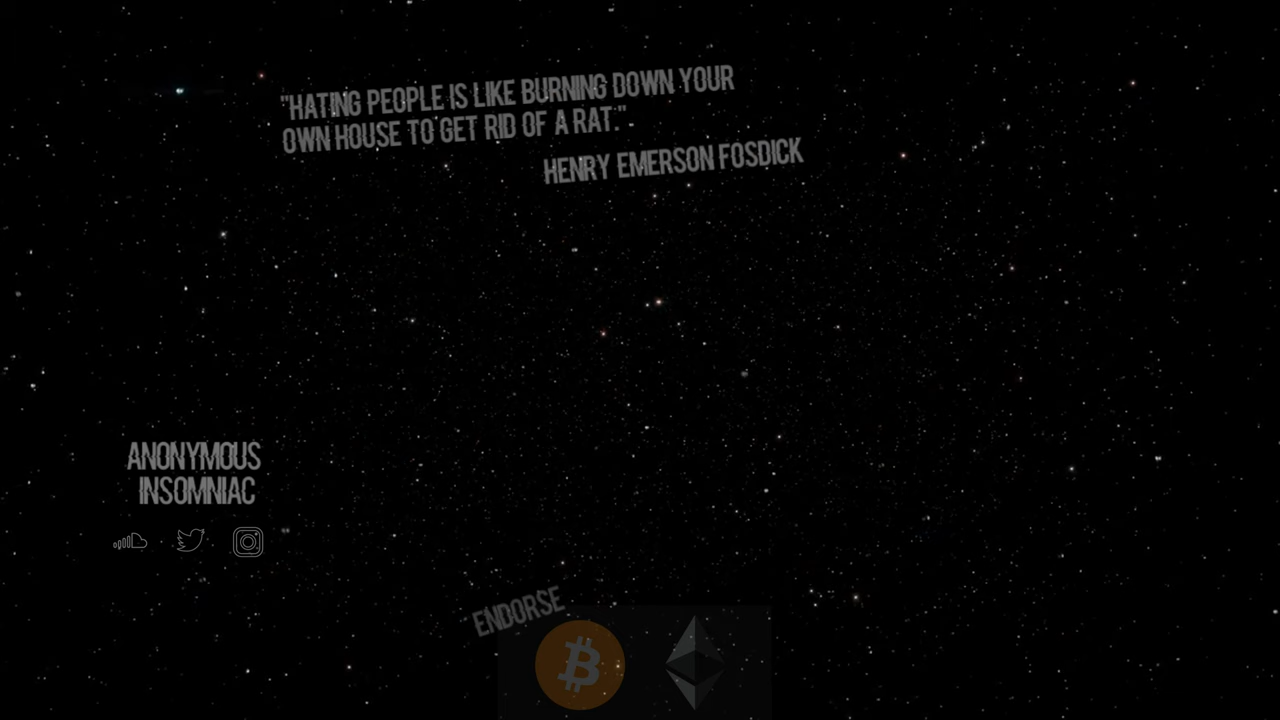 "HATING PEOPLE IS LIKE BURNING DOWN YOUR
OWN HOUSE TO GET RID OF A RAT."-
HENRY EMERSON FOSDICK
ANONYMOUS
INSOMNIAC
ENDORSE